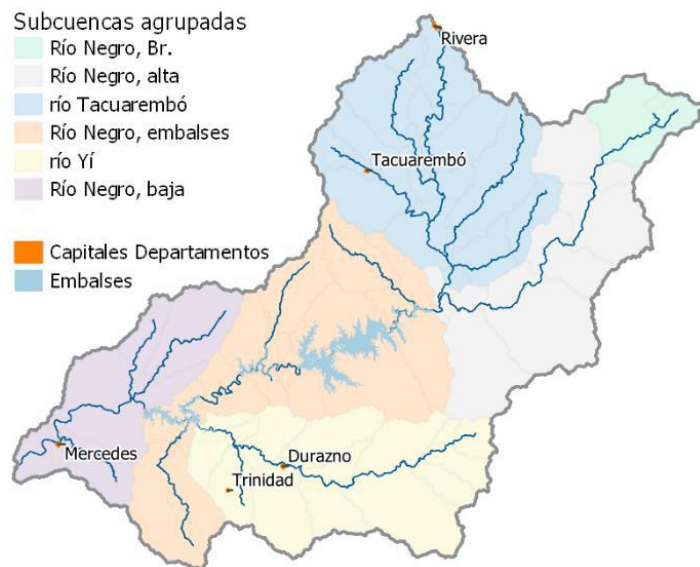 Subcuencas agrupadas
Río Negro, Br.
Río Negro, alta
río Tacuarembó
Río Negro, embalses
río Yí
Río Negro, baja
Capitales Departamentos
Embalses
Rivera
Tacuarembó
Mercedes
Durazno
Trinidad